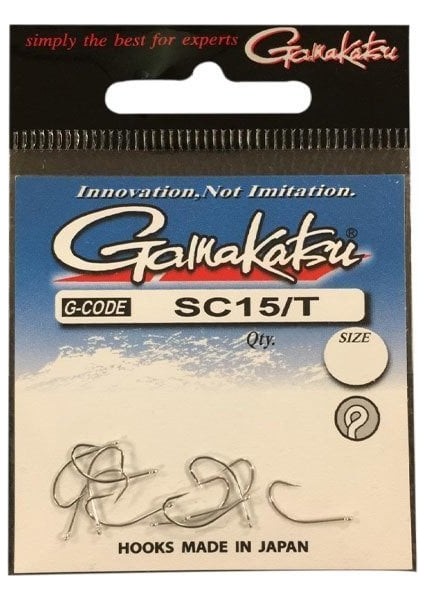 simply the best for experts Gamakatsu
Innovation, Not Imitation.
Gamakatsu®
G-CODE SC15/T
Qty. SIZE
HOOKS MADE IN JAPAN